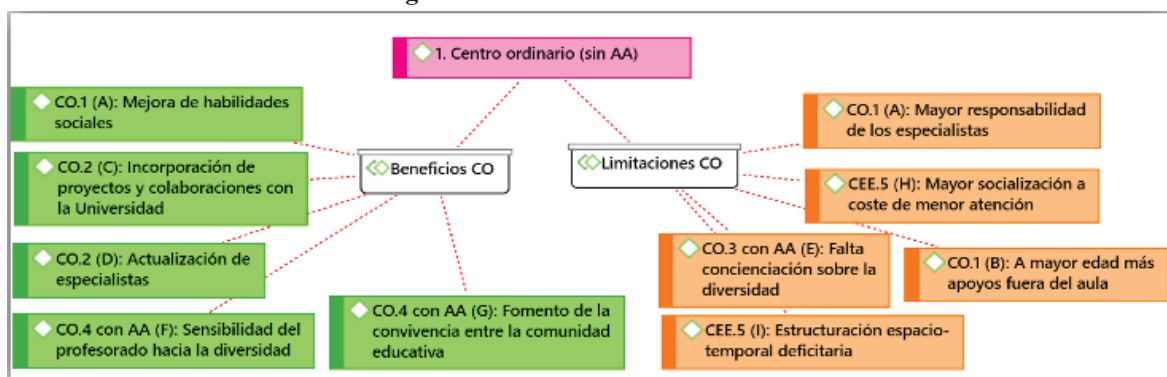 1. Centro ordinario (sin AA)
CO.1 (A): Mejora de habilidades
sociales
CO.2 (C): Incorporación de
proyectos y colaboraciones con
la Universidad
CO.2 (D): Actualización de
especialistas
CO.4 con AA (F): Sensibilidad del
profesorado hacia la diversidad
Beneficios CO
CO.4 con AA (G): Fomento de la
convivencia entre la comunidad
educativa
Limitaciones CO
CO.1 (A): Mayor responsabilidad
de los especialistas
CEE.5 (H): Mayor socialización a
coste de menor atención
CO.3 con AA (E): Falta
concienciación sobre la
diversidad
CO.1 (B): A mayor edad más
apoyos fuera del aula
CEE.5 (I): Estructuración espacio-
temporal deficitaria